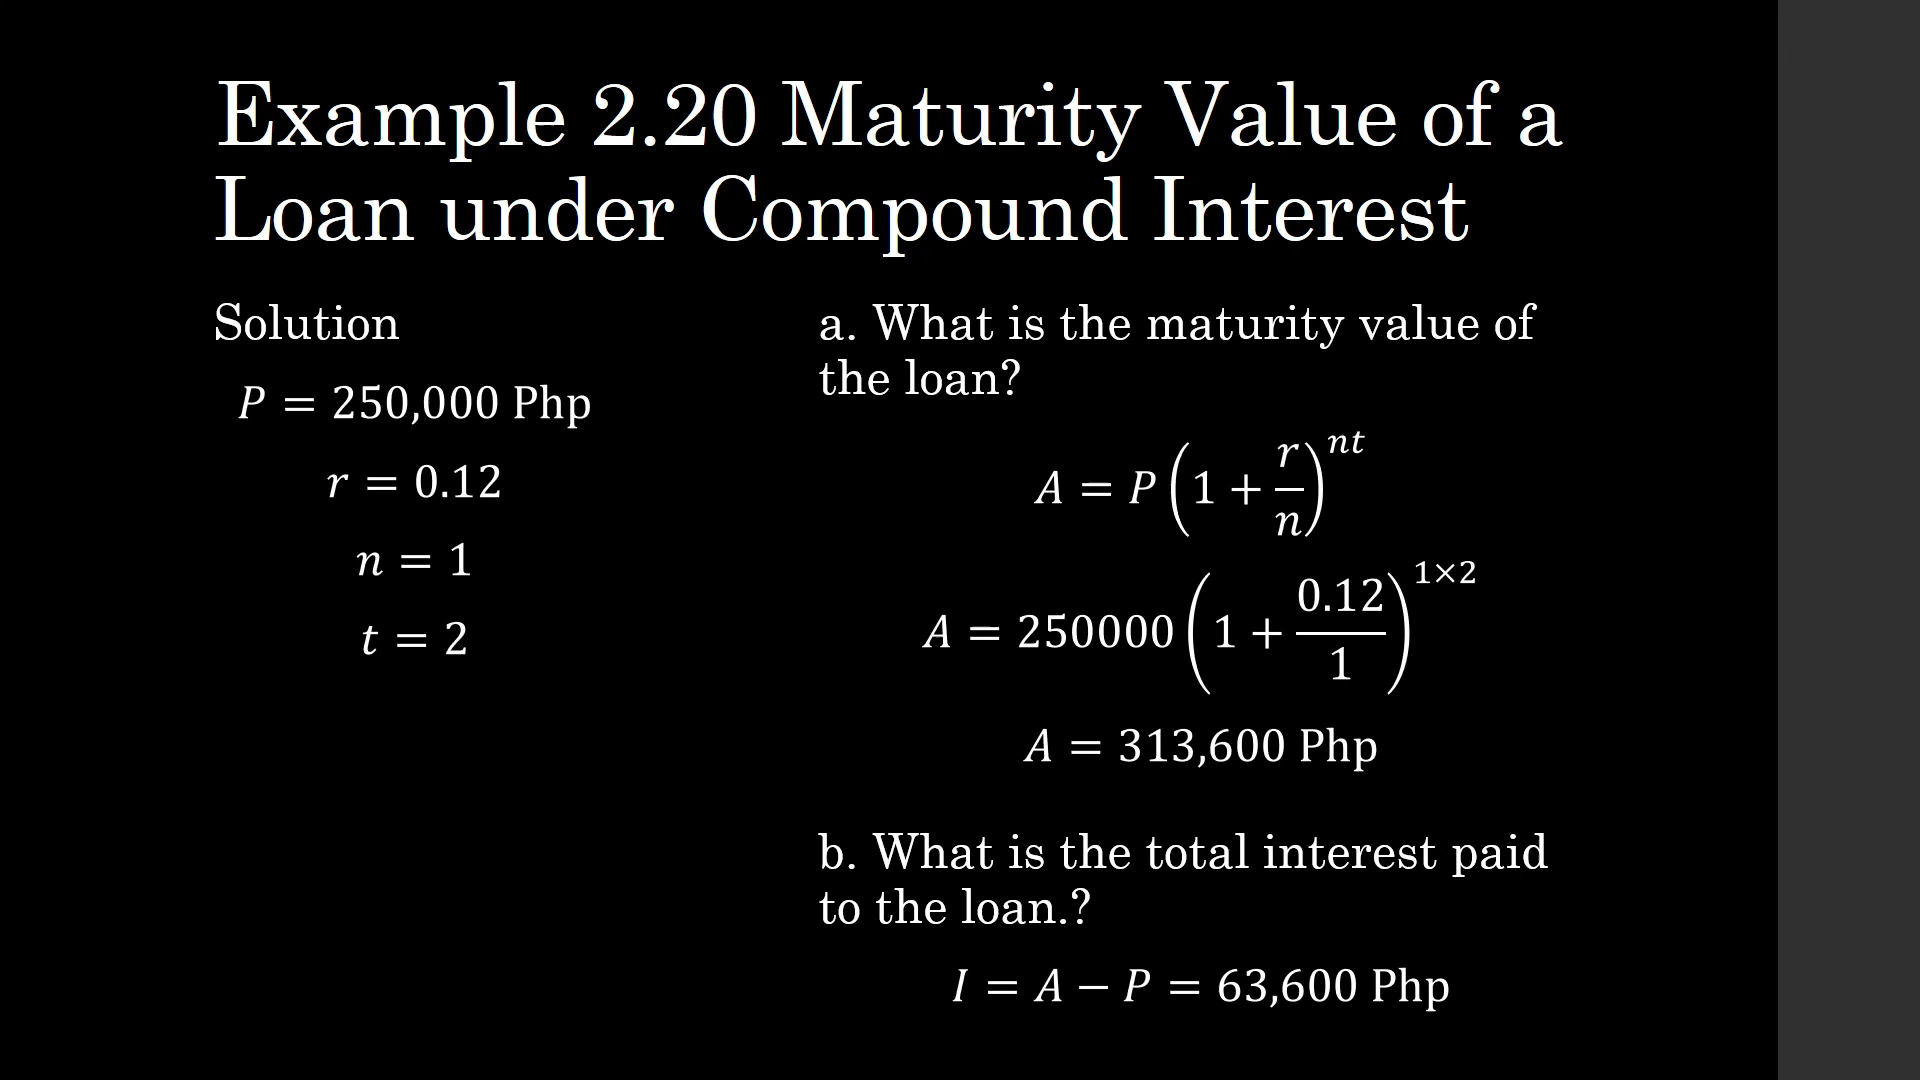 Example 2.20 Maturity Value of a
Loan under Compound Interest
Solution
P = 250,000 Php
r = 0.12
n = 1
t = 2
a. What is the maturity value of
the loan?
A = P(1 + r/n)^nt
A = 250000(1 + 0.12/1)^1×2
A = 313,600 Php
b. What is the total interest paid
to the loan.?
I = A − P = 63,600 Php